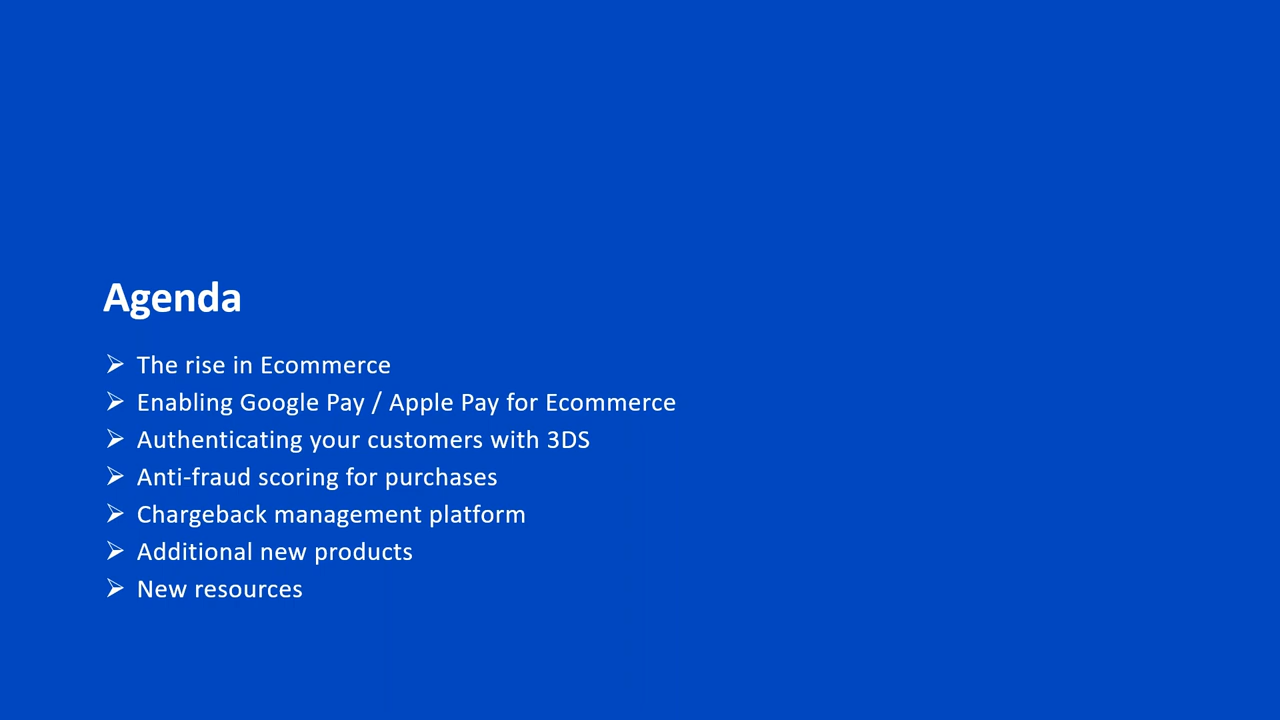 Agenda
➢ The rise in Ecommerce
➢ Enabling Google Pay / Apple Pay for Ecommerce
➢ Authenticating your customers with 3DS
➢ Anti-fraud scoring for purchases
➢ Chargeback management platform
➢ Additional new products
➢ New resources